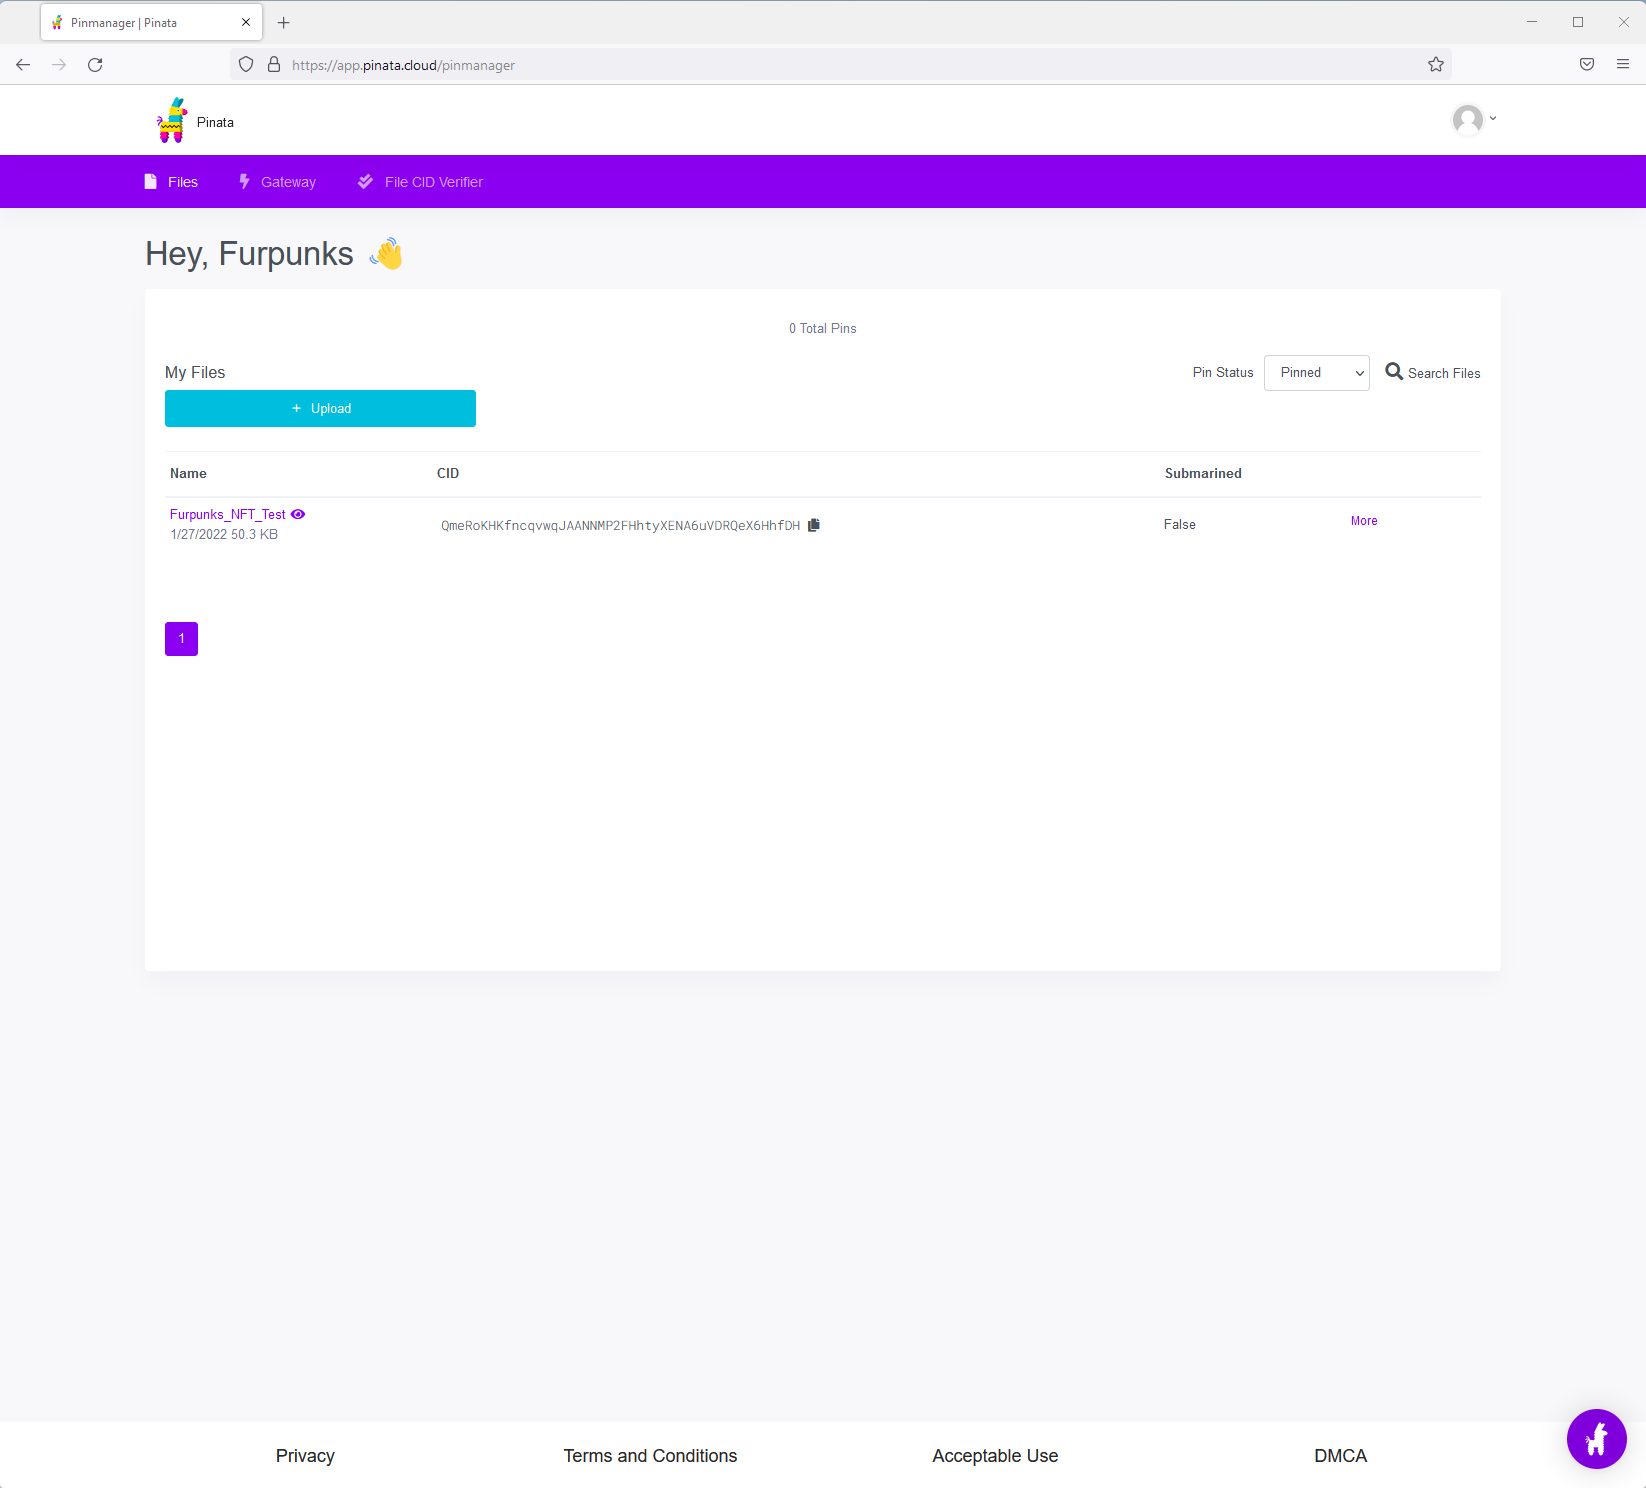 Pinmanager | Pinata
https://app.pinata.cloud/pinmanager
Pinata
Files Gateway File CID Verifier
Hey, Furpunks
0 Total Pins
My Files Pin Status Pinned Search Files
+ Upload
Name CID Submarined
Furpunks_NFT_Test QmeRoKHKfncqvwqJAANNMP2FHhtyXENA6uVDRQeX6HhfDH False More
1/27/2022 50.3 KB
1
Privacy Terms and Conditions Acceptable Use DMCA